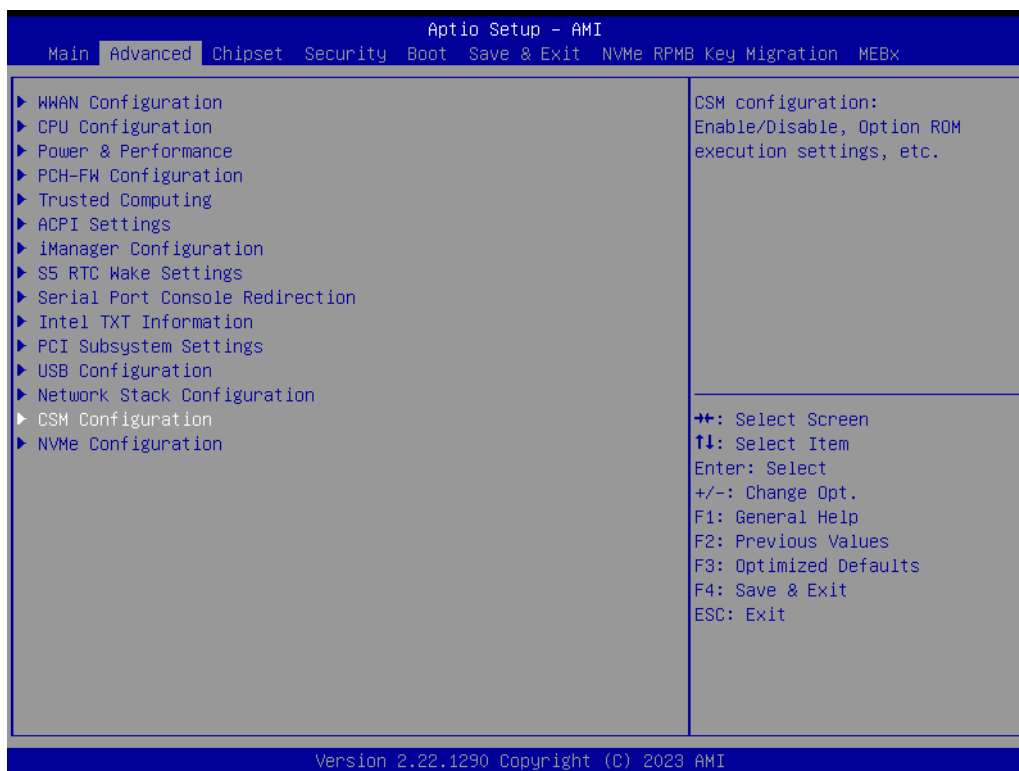 Aptio Setup - AMI
Main Advanced Chipset Security Boot Save & Exit NVMe RPMB Key Migration MEBx
WWAN Configuration
CPU Configuration
Power & Performance
PCH-FW Configuration
Trusted Computing
ACPI Settings
iManager Configuration
S5 RTC Wake Settings
Serial Port Console Redirection
Intel TXT Information
PCI Subsystem Settings
USB Configuration
Network Stack Configuration
CSM Configuration
NVMe Configuration
CSM configuration:
Enable/Disable, Option ROM
execution settings, etc.
→←: Select Screen
↑↓: Select Item
Enter: Select
+/-: Change Opt.
F1: General Help
F2: Previous Values
F3: Optimized Defaults
F4: Save & Exit
ESC: Exit
Version 2.22.1290 Copyright (C) 2023 AMI